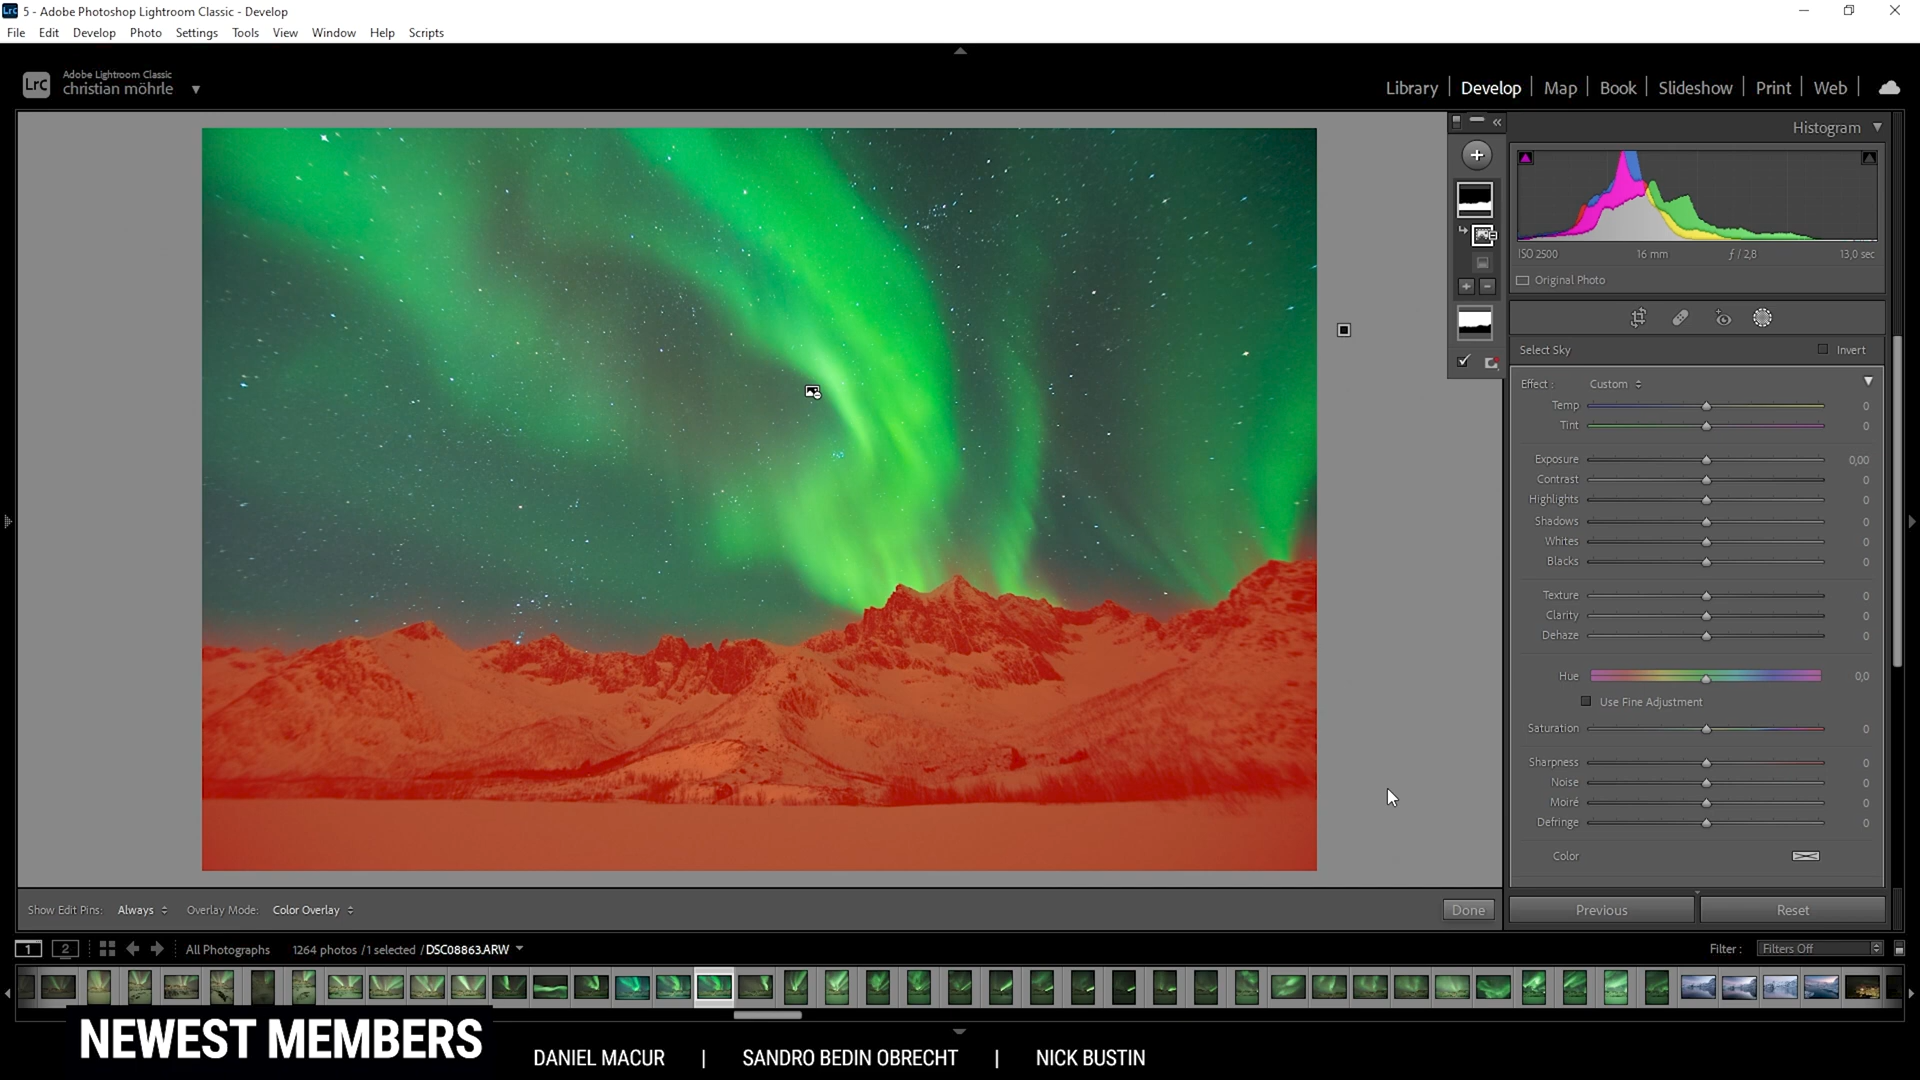 Lrc 5 - Adobe Photoshop Lightroom Classic - Develop
File Edit Develop Photo Settings Tools View Window Help Scripts
LrC Adobe Lightroom Classic
christian möhrle
Library | Develop | Map | Book | Slideshow | Print | Web |
Histogram
ISO 2500 16 mm ƒ / 2,8 13,0 sec
Original Photo
Select Sky Invert
Effect : Custom
Temp 0
Tint 0
Exposure 0,00
Contrast 0
Highlights 0
Shadows 0
Whites 0
Blacks 0
Texture 0
Clarity 0
Dehaze 0
Hue 0,0
Use Fine Adjustment
Saturation 0
Sharpness 0
Noise 0
Moiré 0
Defringe 0
Color
Show Edit Pins: Always Overlay Mode: Color Overlay Done
Previous Reset
1 2 All Photographs 1264 photos / 1 selected / DSC08863.ARW Filter : Filters Off
NEWEST MEMBERS
DANIEL MACUR | SANDRO BEDIN OBRECHT | NICK BUSTIN